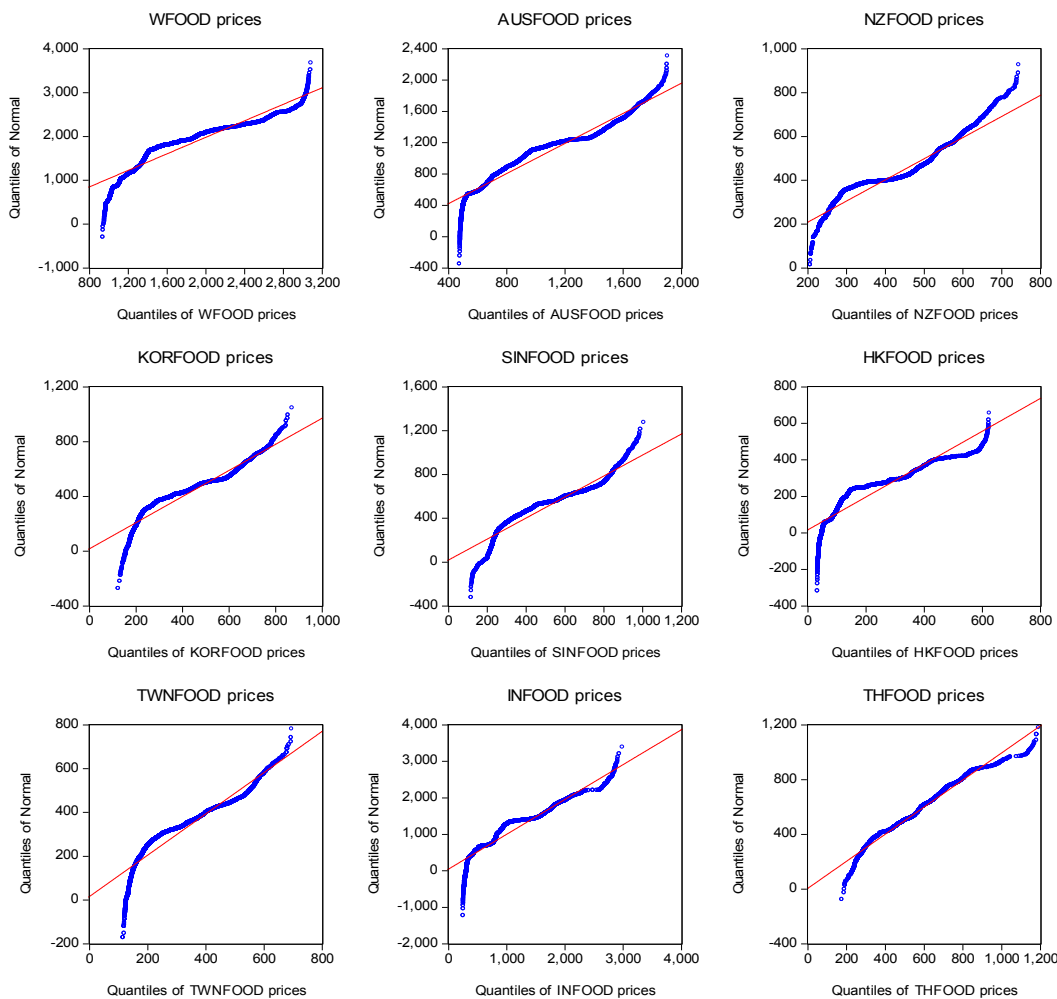 WFOOD prices
4,000
3,000
2,000
1,000
0
-1,000
Quantiles of Normal
800 1,200 1,600 2,000 2,400 2,800 3,200
Quantiles of WFOOD prices
AUSFOOD prices
2,400
2,000
1,600
1,200
800
400
0
-400
Quantiles of Normal
400 800 1,200 1,600 2,000
Quantiles of AUSFOOD prices
NZFOOD prices
1,000
800
600
400
200
0
Quantiles of Normal
200 300 400 500 600 700 800
Quantiles of NZFOOD prices
KORFOOD prices
1,200
800
400
0
-400
Quantiles of Normal
0 200 400 600 800 1,000
Quantiles of KORFOOD prices
SINFOOD prices
1,600
1,200
800
400
0
-400
Quantiles of Normal
0 200 400 600 800 1,000 1,200
Quantiles of SINFOOD prices
HKFOOD prices
800
600
400
200
0
-200
-400
Quantiles of Normal
0 200 400 600 800
Quantiles of HKFOOD prices
TWNFOOD prices
800
600
400
200
0
-200
Quantiles of Normal
0 200 400 600 800
Quantiles of TWNFOOD prices
INFOOD prices
4,000
3,000
2,000
1,000
0
-1,000
-2,000
Quantiles of Normal
0 1,000 2,000 3,000 4,000
Quantiles of INFOOD prices
THFOOD prices
1,200
800
400
0
-400
Quantiles of Normal
0 200 400 600 800 1,000 1,200
Quantiles of THFOOD prices